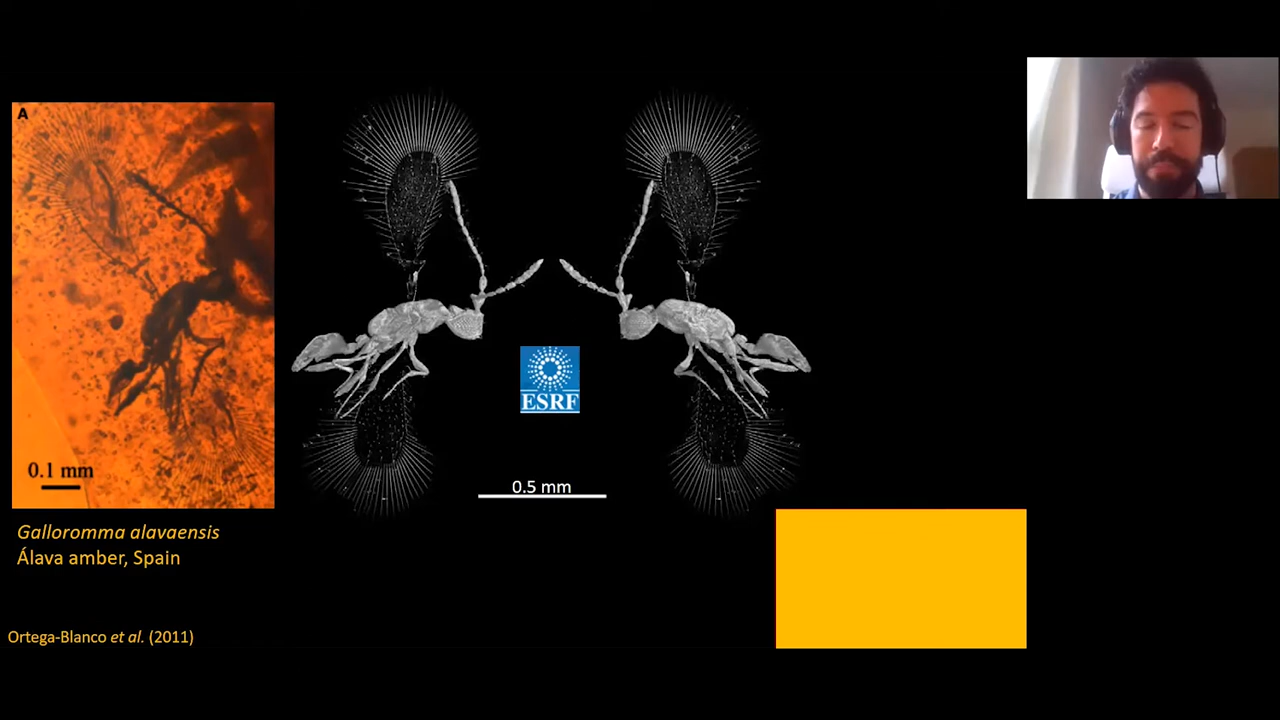 A
0.1 mm
ESRF
0.5 mm
Galloromma alavaensis
Álava amber, Spain
Ortega-Blanco et al. (2011)